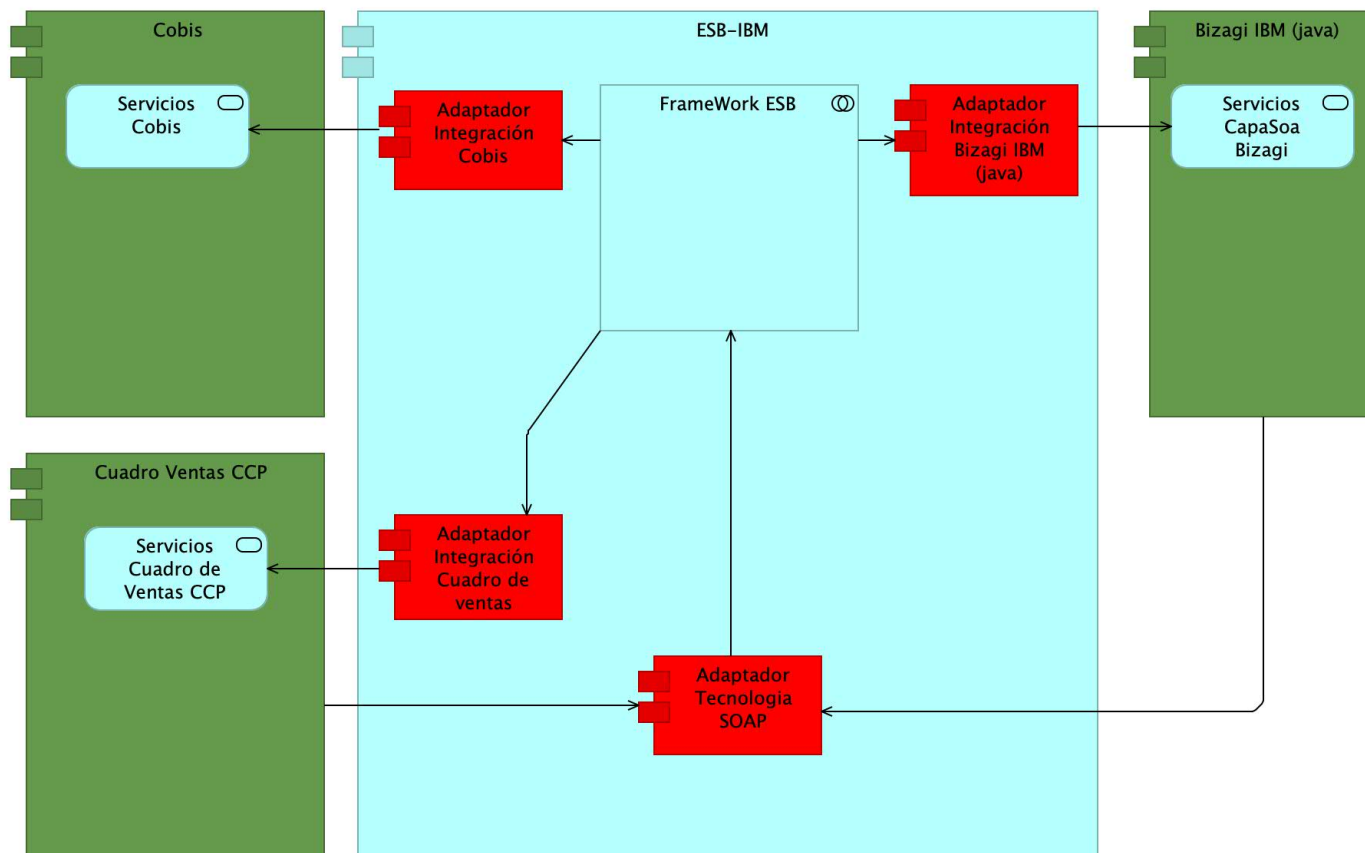 Cobis
Servicios
Cobis
ESB-IBM
Adaptador
Integración
Cobis
FrameWork ESB
Adaptador
Integración
Bizagi IBM
(java)
Bizagi IBM (java)
Servicios
CapaSoa
Bizagi
Cuadro Ventas CCP
Servicios
Cuadro de
Ventas CCP
Adaptador
Integración
Cuadro de
ventas
Adaptador
Tecnologia
SOAP